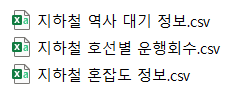 지하철 역사 대기 정보.csv
지하철 호선별 운행회수.csv
지하철 혼잡도 정보.csv